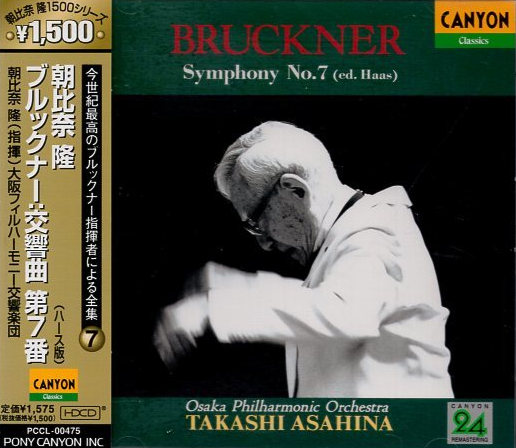 朝比奈 隆1500シリーズ
¥1,500
今世紀最高のブルックナー指揮者による全集 7
朝比奈 隆
ブルックナー:交響曲 第7番
(ハース版)
朝比奈 隆(指揮)大阪フィルハーモニー交響楽団
CANYON
Classics
定価¥1,575
(税抜価格¥1,500)
HDCD
PCCL-00475
PONY CANYON INC
BRUCKNER
Symphony No.7 (ed. Haas)
CANYON
Classics
Osaka Philharmonic Orchestra
TAKASHI ASAHINA
CANYON
24
REMASTERING